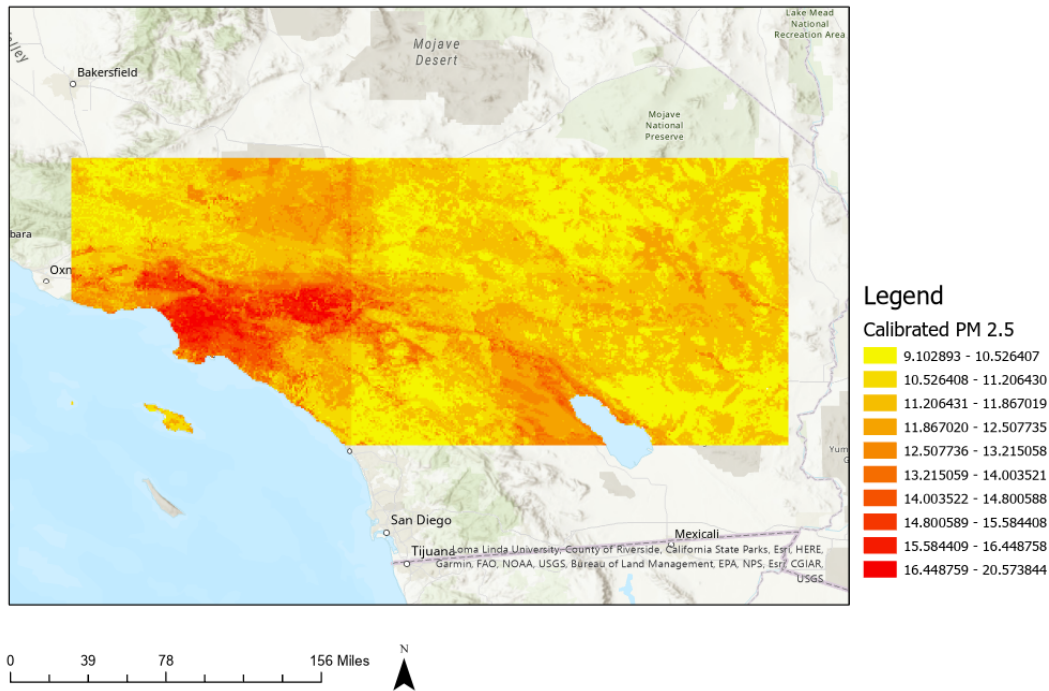 Lake Mead
National
Recreation Area
Mojave
Desert
alley
Bakersfield
Mojave
National
Preserve
bara
Oxn
Yum
G
San Diego
Mexicali
Tijuana
Loma Linda University, County of Riverside, California State Parks, Esri, HERE,
Garmin, FAO, NOAA, USGS, Bureau of Land Management, EPA, NPS, Esri, CGIAR,
USGS
Legend
Calibrated PM 2.5
9.102893 - 10.526407
10.526408 - 11.206430
11.206431 - 11.867019
11.867020 - 12.507735
12.507736 - 13.215058
13.215059 - 14.003521
14.003522 - 14.800588
14.800589 - 15.584408
15.584409 - 16.448758
16.448759 - 20.573844
0 39 78 156 Miles
N